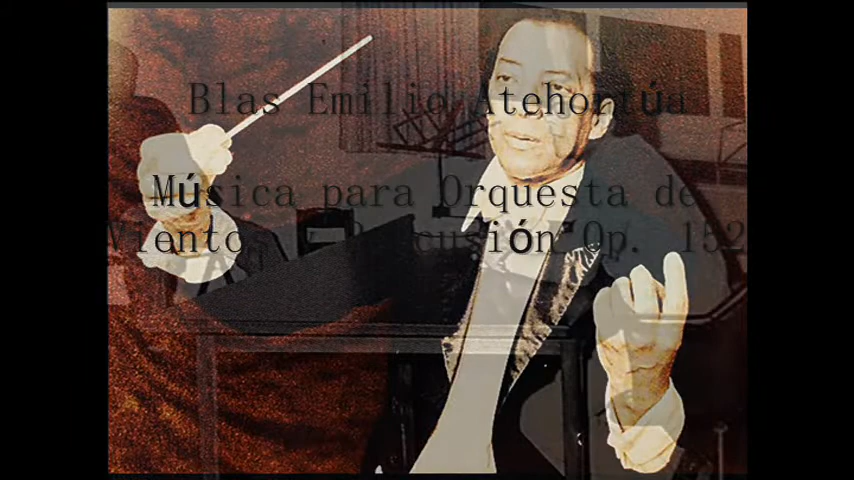 Blas Emilio Atehortúa
Música para Orquesta de
Vientos y Percusión Op. 152